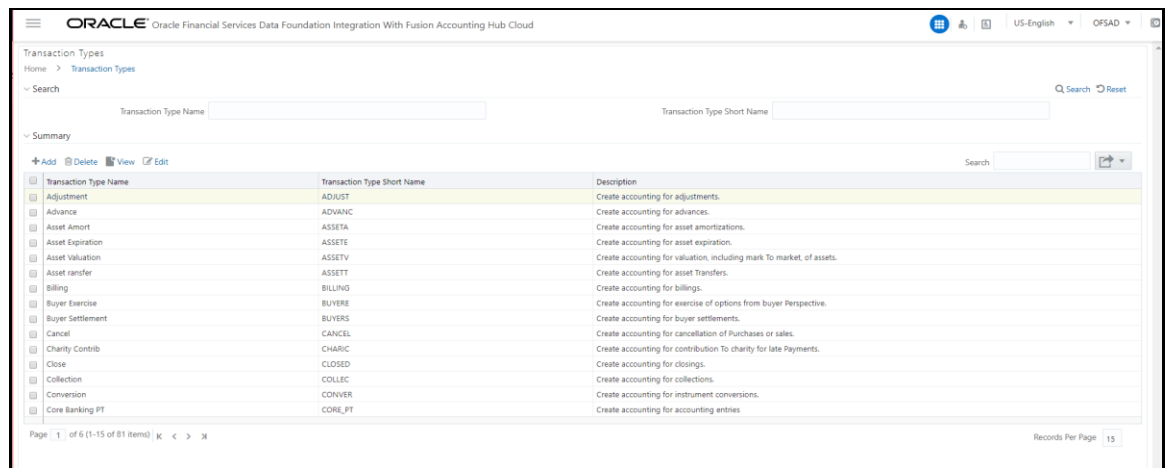 ORACLE Oracle Financial Services Data Foundation Integration With Fusion Accounting Hub Cloud US-English OFSAD
Transaction Types
Home > Transaction Types
Search Search Reset
Transaction Type Name Transaction Type Short Name
Summary
Add Delete View Edit Search
Transaction Type Name Transaction Type Short Name Description
Adjustment ADJUST Create accounting for adjustments.
Advance ADVANC Create accounting for advances.
Asset Amort ASSETA Create accounting for asset amortizations.
Asset Expiration ASSETE Create accounting for asset expiration.
Asset Valuation ASSETV Create accounting for valuation, including mark To market, of assets.
Asset ransfer ASSETT Create accounting for asset Transfers.
Billing BILLING Create accounting for billings.
Buyer Exercise BUYERE Create accounting for exercise of options from buyer Perspective.
Buyer Settlement BUYERS Create accounting for buyer settlements.
Cancel CANCEL Create accounting for cancellation of Purchases or sales.
Charity Contrib CHARIC Create accounting for contribution To charity for late Payments.
Close CLOSED Create accounting for closings.
Collection COLLEC Create accounting for collections.
Conversion CONVER Create accounting for instrument conversions.
Core Banking PT CORE_PT Create accounting for accounting entries
Page 1 of 6 (1-15 of 81 items) Records Per Page 15